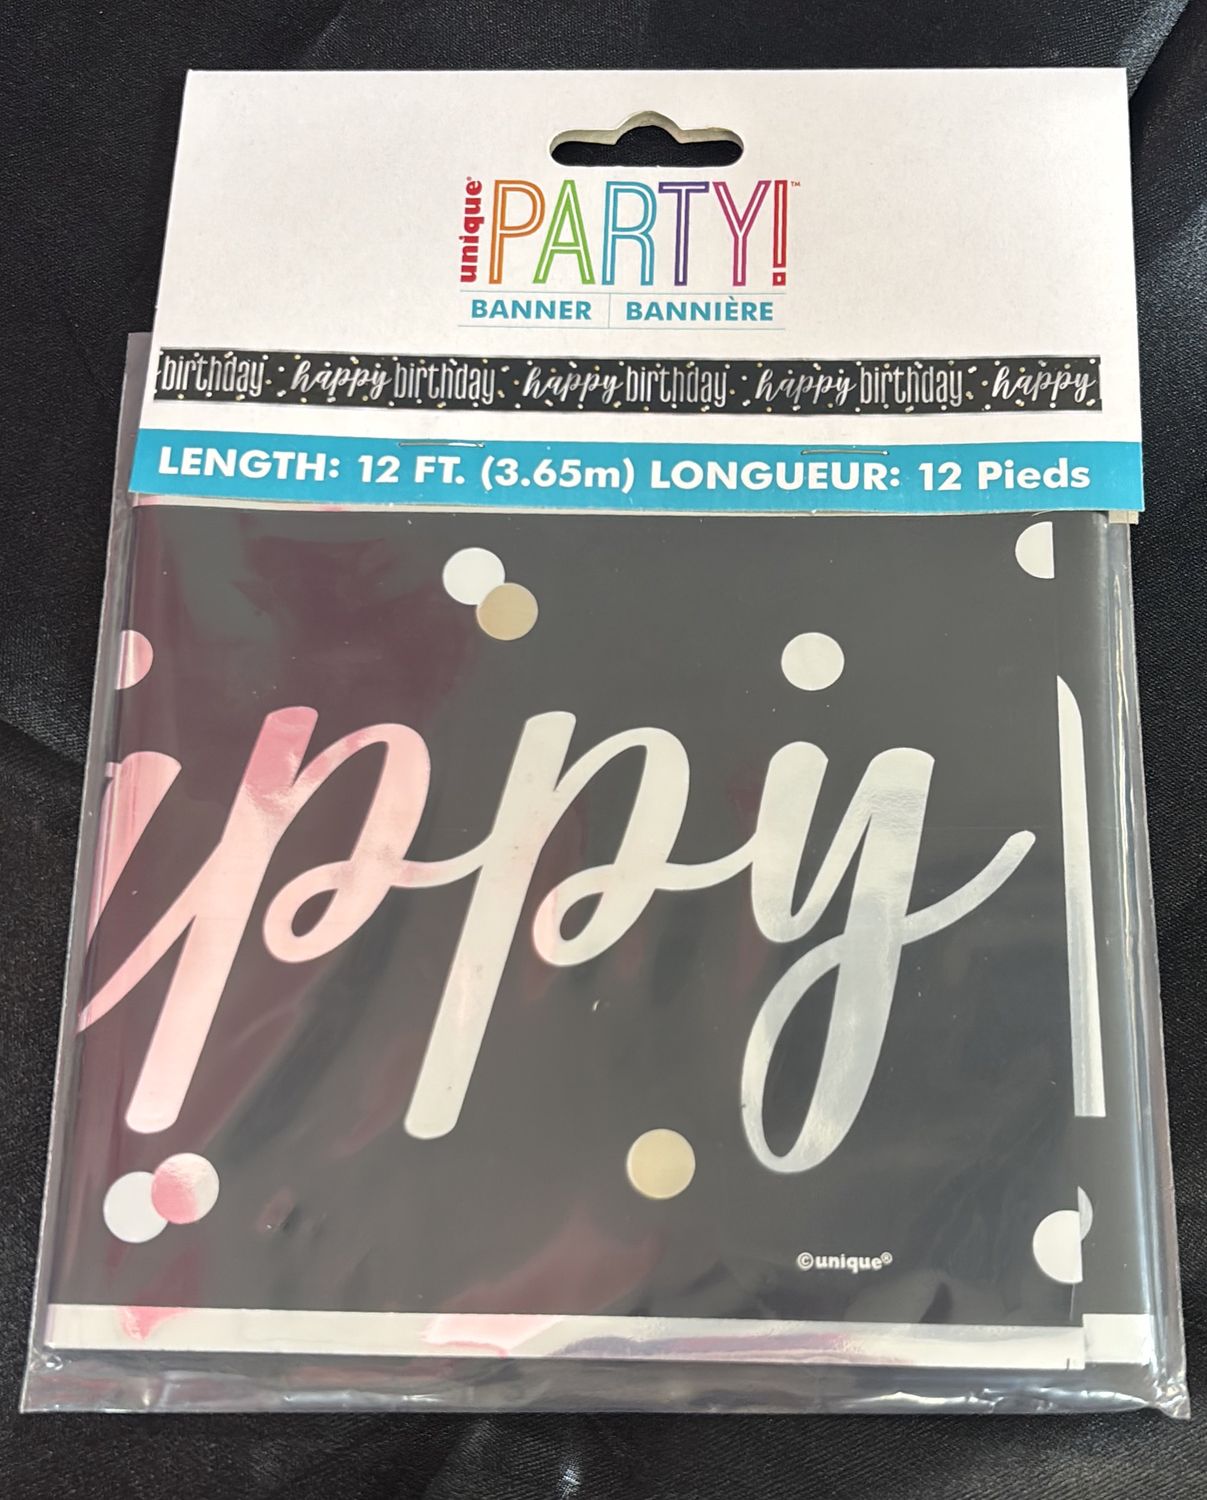 unique®
PARTY!™
BANNER | BANNIÈRE
birthday happy birthday happy birthday happy birthday happy
LENGTH: 12 FT. (3.65m) LONGUEUR: 12 Pieds
ppy
©unique®